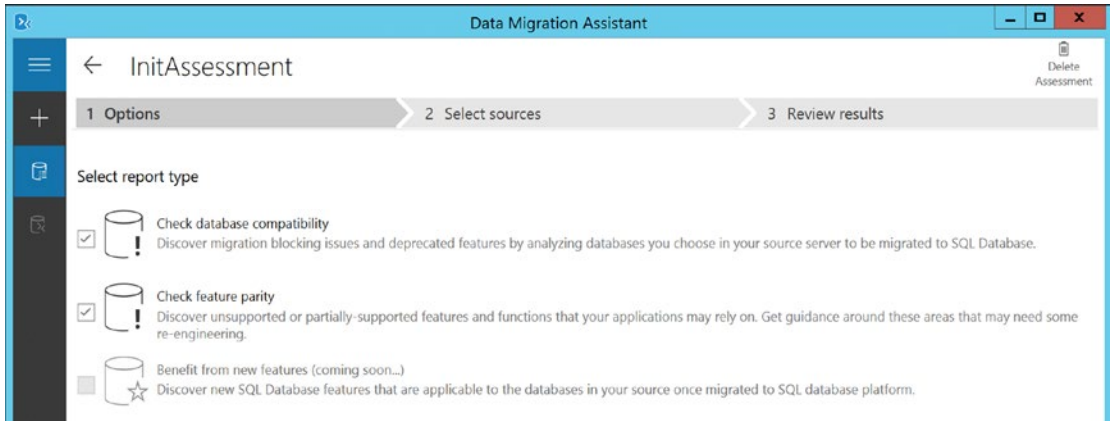 Data Migration Assistant
InitAssessment
Delete
Assessment
1 Options
2 Select sources
3 Review results
Select report type
Check database compatibility
Discover migration blocking issues and deprecated features by analyzing databases you choose in your source server to be migrated to SQL Database.
Check feature parity
Discover unsupported or partially-supported features and functions that your applications may rely on. Get guidance around these areas that may need some
re-engineering.
Benefit from new features (coming soon...)
Discover new SQL Database features that are applicable to the databases in your source once migrated to SQL database platform.